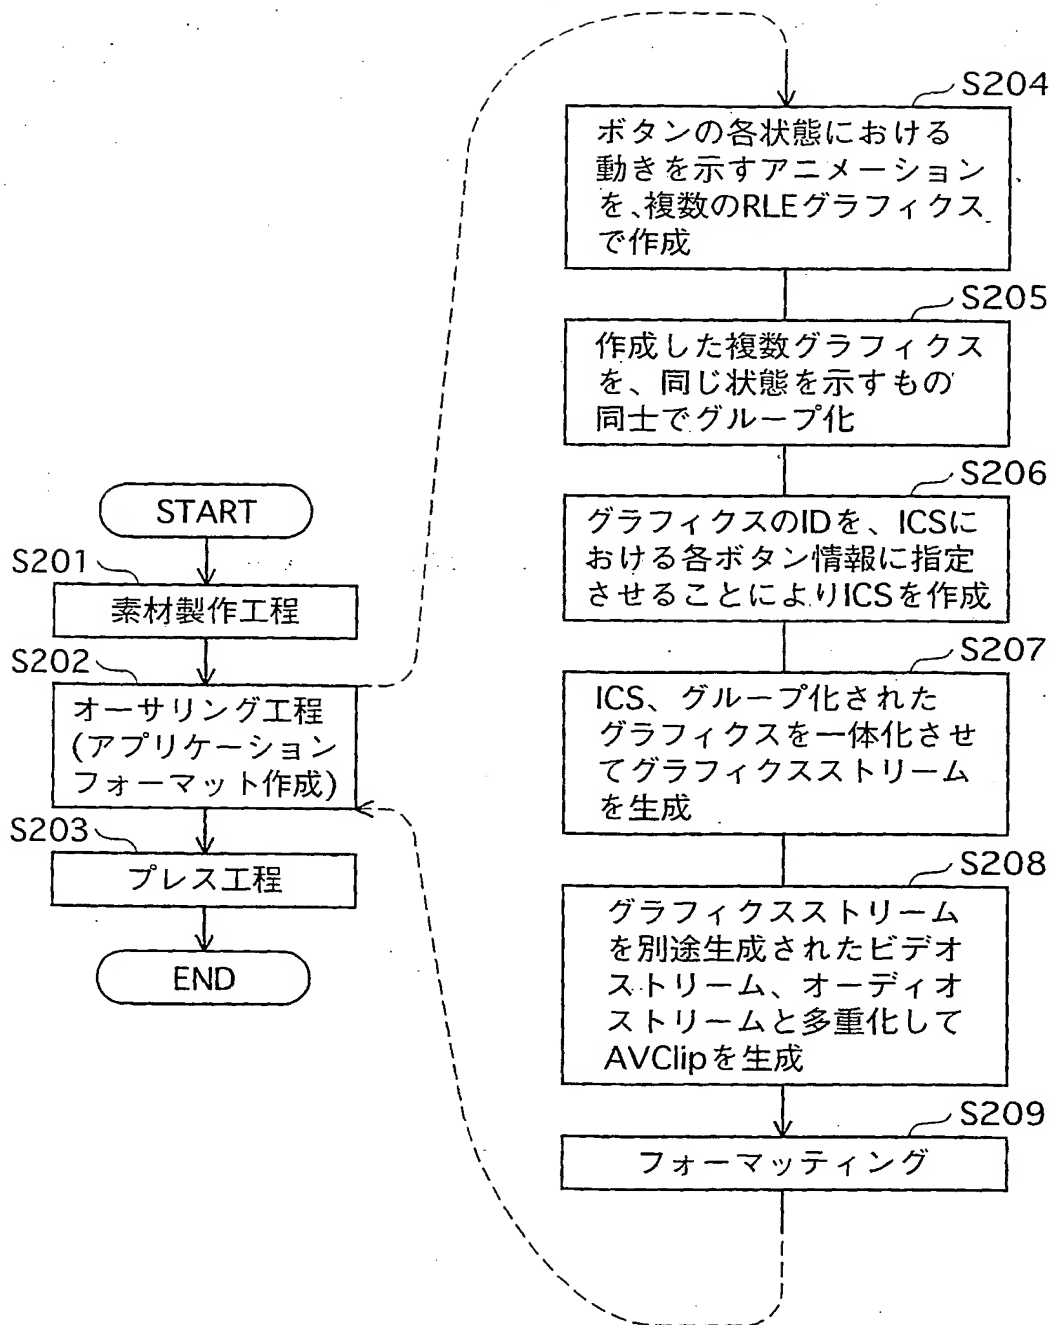 START
S201
素材製作工程
S202
オーサリング工程
(アプリケーション
フォーマット作成)
S203
プレス工程
END
S204
ボタンの各状態における
動きを示すアニメーション
を、複数のRLEグラフィクス
で作成
S205
作成した複数グラフィクス
を、同じ状態を示すもの
同士でグループ化
S206
グラフィクスのIDを、ICSに
おける各ボタン情報に指定
させることによりICSを作成
S207
ICS、グループ化された
グラフィクスを一体化させ
てグラフィクスストリーム
を生成
S208
グラフィクスストリーム
を別途生成されたビデオ
ストリーム、オーディオ
ストリームと多重化して
AVClipを生成
S209
フォーマッティング